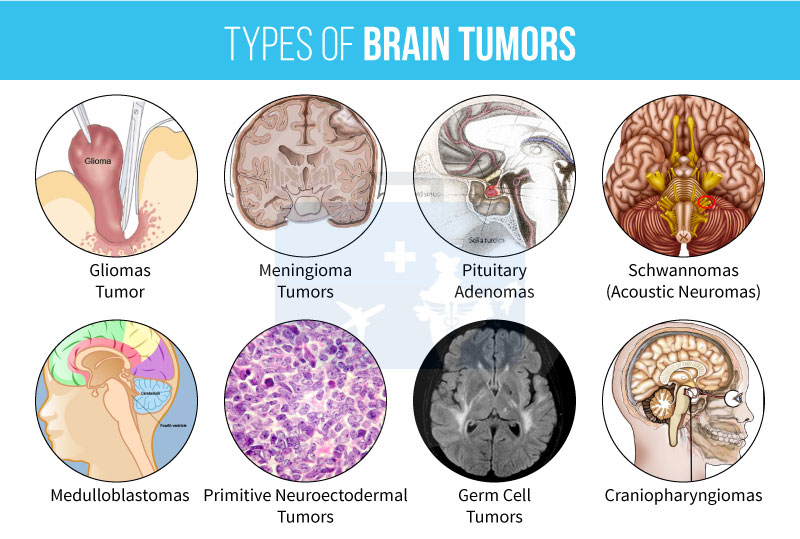 TYPES OF BRAIN TUMORS
Glioma
Sella turcica
Gliomas
Tumor
Meningioma
Tumors
Pituitary
Adenomas
Schwannomas
(Acoustic Neuromas)
Cerebellum
Fourth ventricle
Medulloblastomas
Primitive Neuroectodermal
Tumors
Germ Cell
Tumors
Craniopharyngiomas